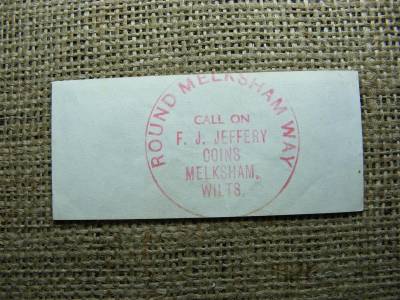 ROUND MELKSHAM WAY
CALL ON
F. J. JEFFERY
COINS
MELKSHAM,
WILTS.